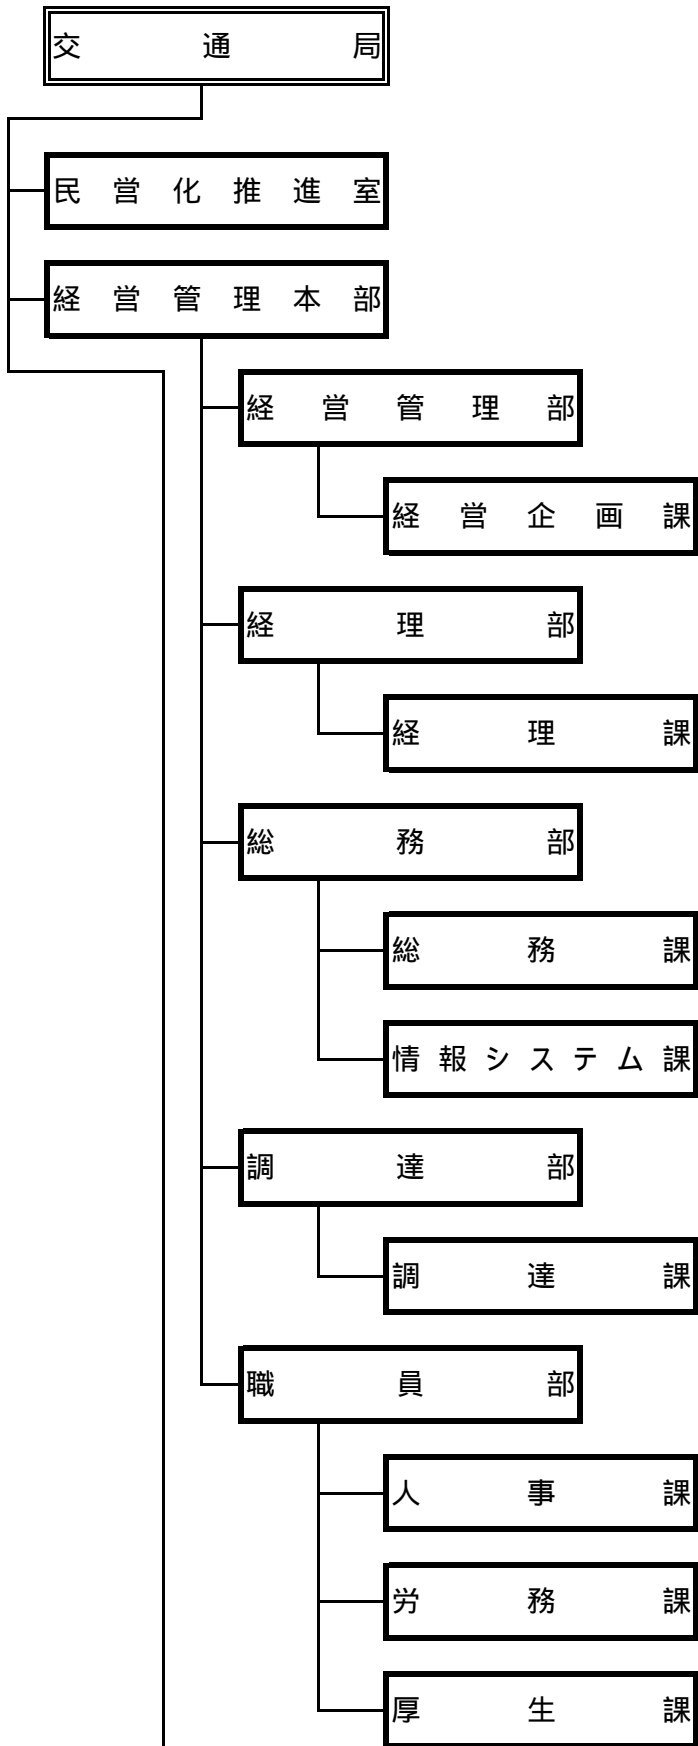 交通局
民営化推進室
経営管理本部
経営管理部
経営企画課
経理部
経理課
総務部
総務課
情報システム課
調達部
調達課
職員部
人事課
労務課
厚生課